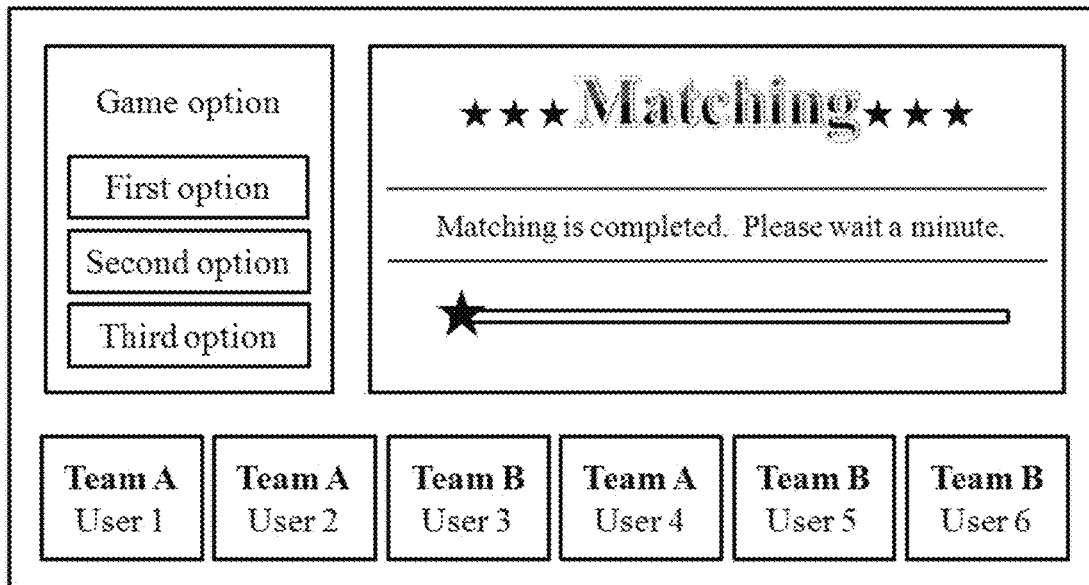 Game option
First option
Second option
Third option
★★★Matching★★★
Matching is completed.  Please wait a minute.
Team A
User 1
Team A
User 2
Team B
User 3
Team A
User 4
Team B
User 5
Team B
User 6